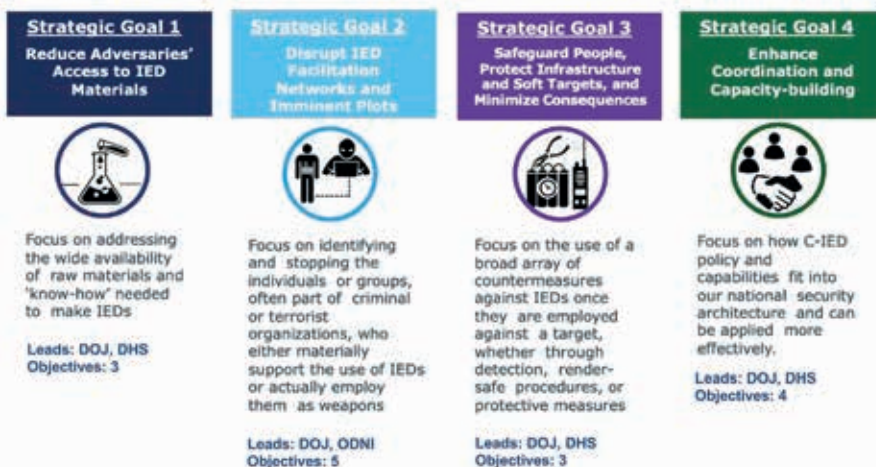 Strategic Goal 1
Reduce Adversaries'
Access to IED
Materials
Focus on addressing
the wide availability
of raw materials and
'know-how' needed
to make IEDs
Leads: DOJ, DHS
Objectives: 3
Strategic Goal 2
Disrupt IED
Facilitation
Networks and
Imminent Plots
Focus on identifying
and stopping the
individuals or groups,
often part of criminal
or terrorist
organizations, who
either materially
support the use of IEDs
or actually employ
them as weapons
Leads: DOJ, ODNI
Objectives: 5
Strategic Goal 3
Safeguard People,
Protect Infrastructure
and Soft Targets, and
Minimize Consequences
Focus on the use of a
broad array of
countermeasures
against IEDs once
they are employed
against a target,
whether through
detection, render-
safe procedures, or
protective measures
Leads: DOJ, DHS
Objectives: 3
Strategic Goal 4
Enhance
Coordination and
Capacity-building
Focus on how C-IED
policy and
capabilities fit into
our national security
architecture and can
be applied more
effectively.
Leads: DOJ, DHS
Objectives: 4